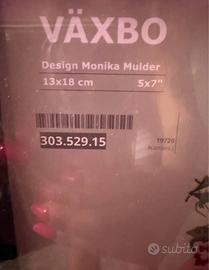 VÄXBO
Design Monika Mulder
13x18 cm 5x7"
303.529.15
19720
subito